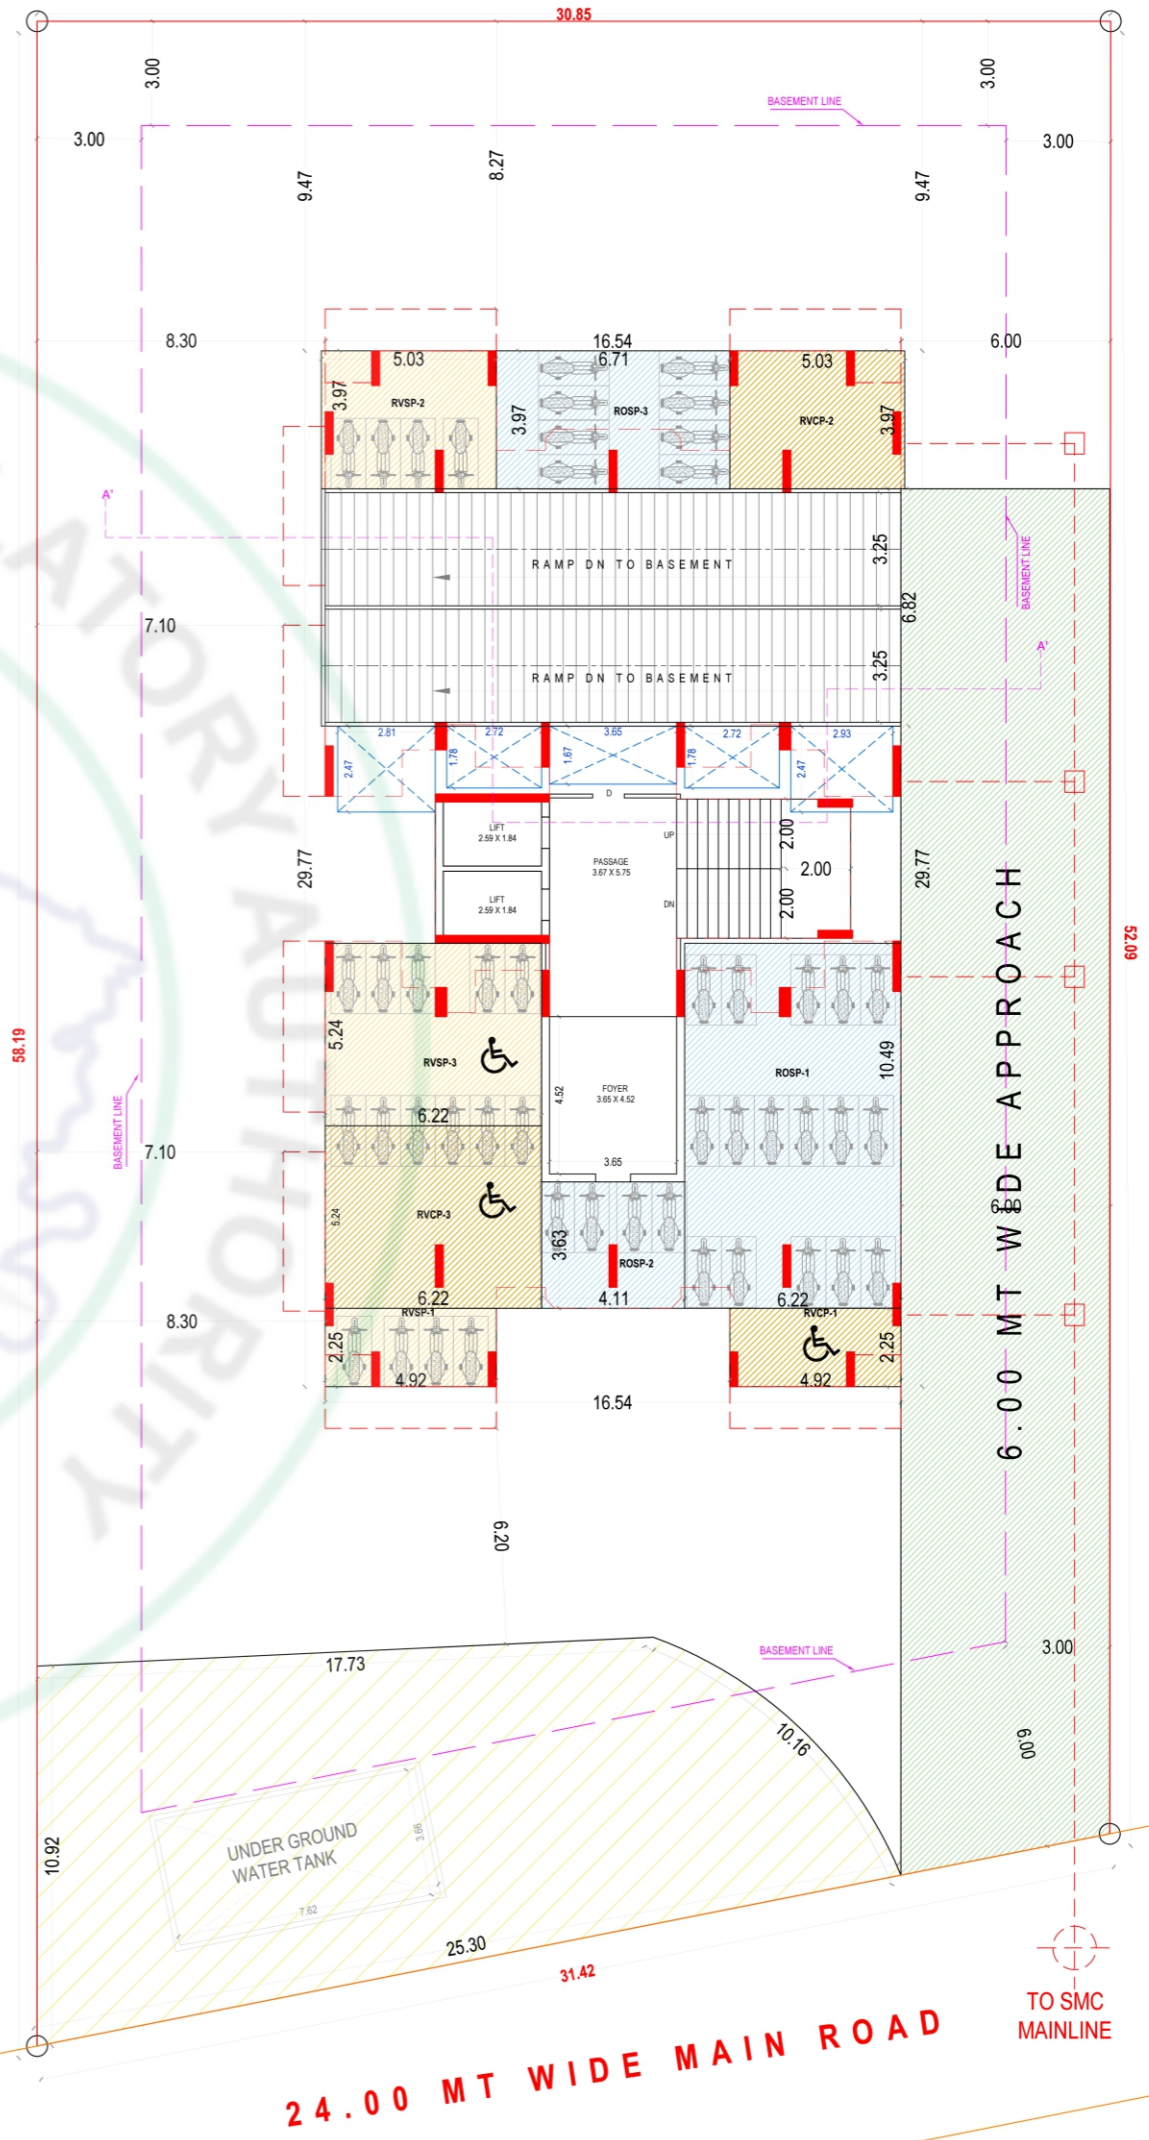 30.85
3.00
3.00
BASEMENT LINE
3.00
3.00
9.47
8.27
9.47
8.30
16.54
6.00
5.03
6.71
5.03
3.97
RVSP-2
3.97
ROSP-3
RVCP-2
3.97
A'
RAMP DN TO BASEMENT
3.25
BASEMENT LINE
6.82
7.10
A'
RAMP DN TO BASEMENT
3.25
2.81
2.72
3.65
2.72
2.93
2.47
1.78
1.67
1.78
2.47
D
LIFT
2.59 X 1.84
UP
2.00
PASSAGE
3.67 X 5.75
2.00
29.77
29.77
LIFT
2.59 X 1.84
DN
2.00
52.09
58.19
5.24
RVSP-3
ROSP-1
10.49
FOYER
3.65 X 4.52
4.52
6.22
BASEMENT LINE
7.10
3.65
6.00 MT WIDE APPROACH
5.24
RVCP-3
3.63
ROSP-2
6.22
4.11
6.22
8.30
RVSP-1
RVCP-1
2.25
2.25
4.92
4.92
16.54
6.20
BASEMENT LINE
3.00
17.73
10.16
6.00
10.92
UNDER GROUND
WATER TANK
3.66
7.62
25.30
31.42
TO SMC
MAINLINE
24.00 MT WIDE MAIN ROAD
ATORY AUTHORITY